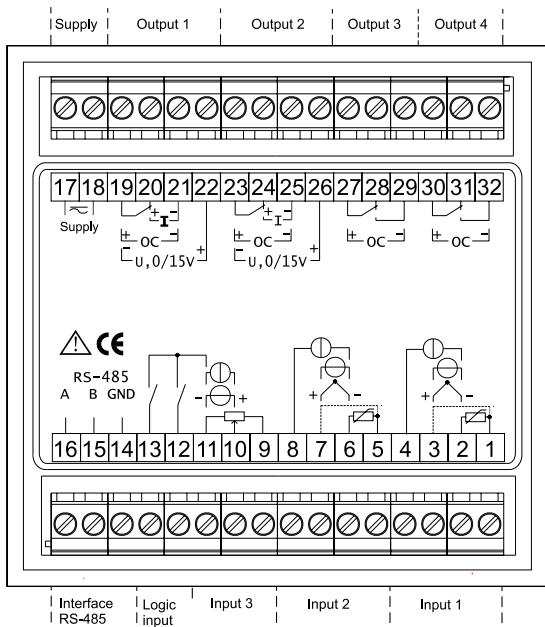 Supply Output 1 Output 2 Output 3 Output 4
17 18 19 20 21 22 23 24 25 26 27 28 29 30 31 32
+ - + -
Supply I I
+ OC - + OC - + OC - + OC -
- U,0/15V + - U,0/15V +
CE
RS-485
A B GND
- + + - + -
16 15 14 13 12 11 10 9 8 7 6 5 4 3 2 1
Interface RS-485
Logic input
Input 3
Input 2
Input 1